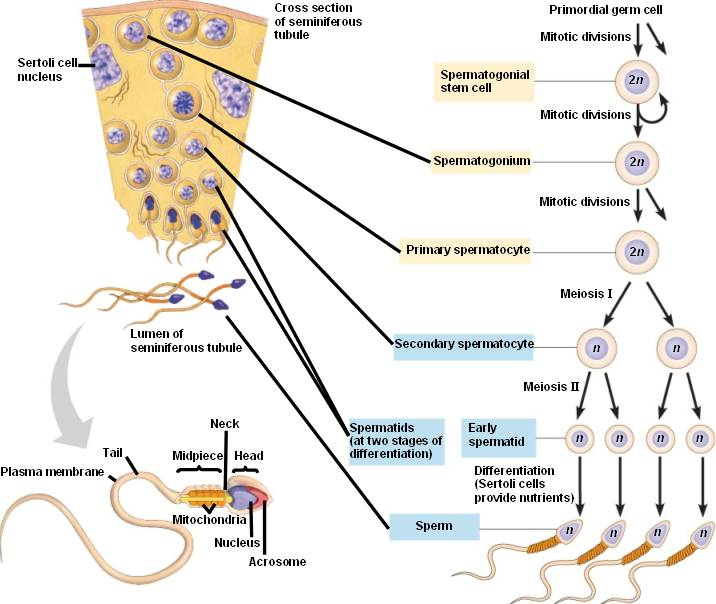 Cross section
of seminiferous
tubule
Sertoli cell
nucleus
Lumen of
seminiferous tubule
Primordial germ cell
Mitotic divisions
Spermatogonial
stem cell
2n
Mitotic divisions
Spermatogonium
2n
Mitotic divisions
Primary spermatocyte
2n
Meiosis I
Secondary spermatocyte
n
n
Meiosis II
Spermatids
(at two stages of
differentiation)
Early
spermatid
n
n
n
n
Differentiation
(Sertoli cells
provide nutrients)
Sperm
n
n
n
n
Neck
Tail
Midpiece
Head
Plasma membrane
Mitochondria
Nucleus
Acrosome